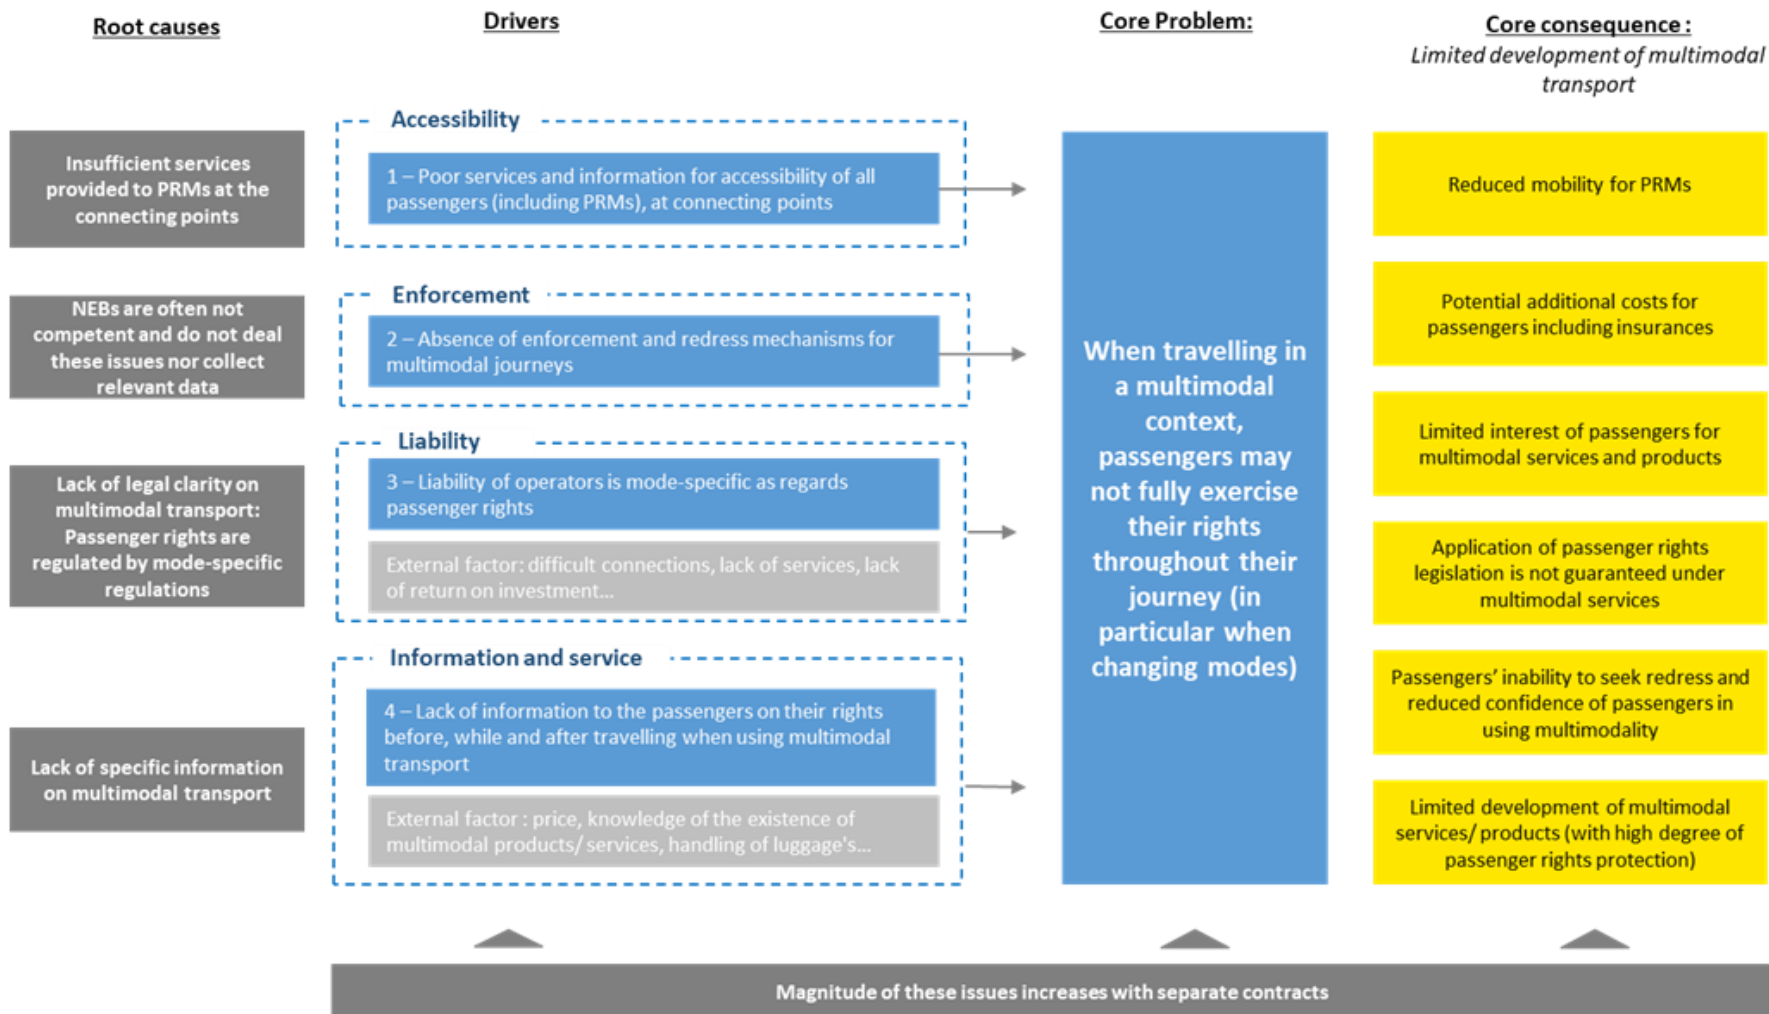 Root causes
Insufficient services
provided to PRMs at the
connecting points
NEBs are often not
competent and do not deal
these issues nor collect
relevant data
Lack of legal clarity on
multimodal transport:
Passenger rights are
regulated by mode-specific
regulations
Lack of specific information
on multimodal transport
Drivers
Accessibility
1 – Poor services and information for accessibility of all
passengers (including PRMs), at connecting points
Enforcement
2 – Absence of enforcement and redress mechanisms for
multimodal journeys
Liability
3 – Liability of operators is mode-specific as regards
passenger rights
External factor: difficult connections, lack of services, lack
of return on investment...
Information and service
4 – Lack of information to the passengers on their rights
before, while and after travelling when using multimodal
transport
External factor : price, knowledge of the existence of
multimodal products/ services, handling of luggage's...
Core Problem:
When travelling in
a multimodal
context,
passengers may
not fully exercise
their rights
throughout their
journey (in
particular when
changing modes)
Core consequence :
Limited development of multimodal
transport
Reduced mobility for PRMs
Potential additional costs for
passengers including insurances
Limited interest of passengers for
multimodal services and products
Application of passenger rights
legislation is not guaranteed under
multimodal services
Passengers’ inability to seek redress and
reduced confidence of passengers in
using multimodality
Limited development of multimodal
services/ products (with high degree of
passenger rights protection)
Magnitude of these issues increases with separate contracts